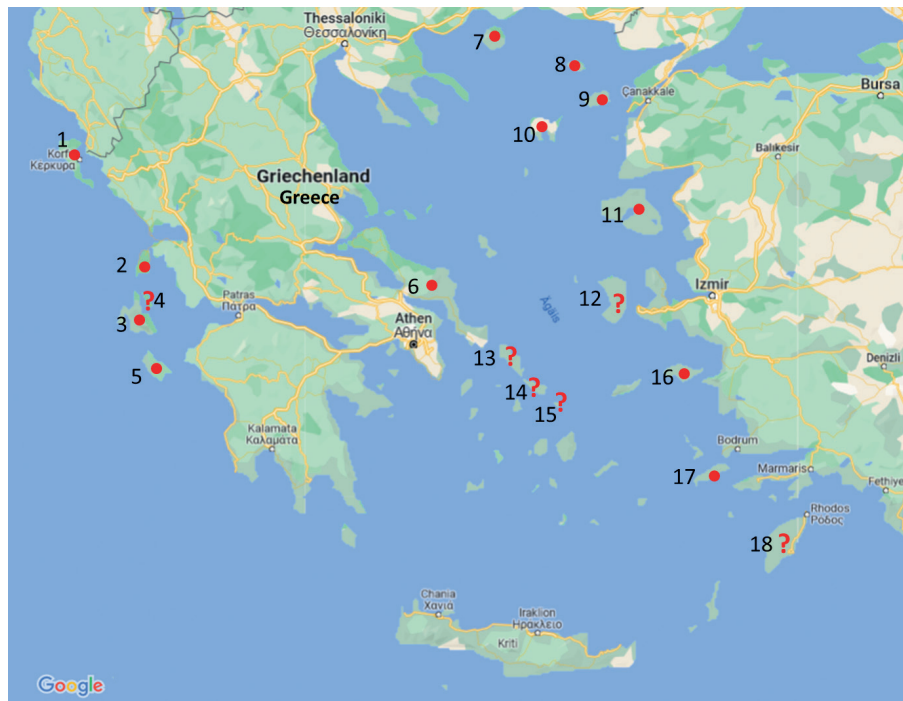 Thessaloniki
Θεσσαλονίκη
7
8
Bursa
9
Çanakkale
10
1
Korfu
Κέρκυρα
Balıkesir
Griechenland
Greece
11
2
6
12
?
Izmir
?
4
Patras
Πάτρα
3
Ägäis
Athen
Αθήνα
13
?
5
16
Denizli
14
?
15
?
Kalamata
Καλαμάτα
Bodrum
17
Marmaris
Fethiye
Rhodos
Ρόδος
18
?
Chania
Χανιά
Iraklion
Ηράκλειο
Kriti
Google